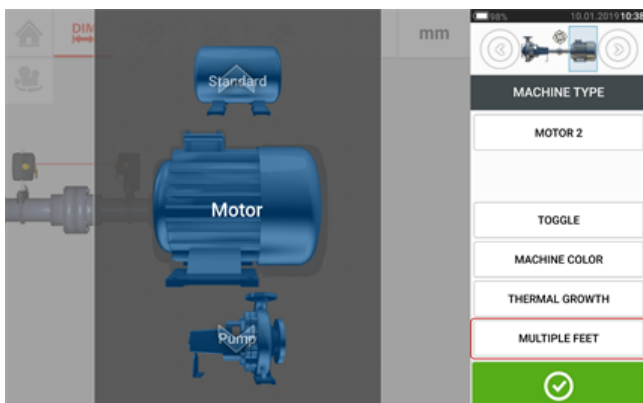 98% 10.01.2019 10:38
DIM
mm
Standard
Motor
Pump
MACHINE TYPE
MOTOR 2
TOGGLE
MACHINE COLOR
THERMAL GROWTH
MULTIPLE FEET